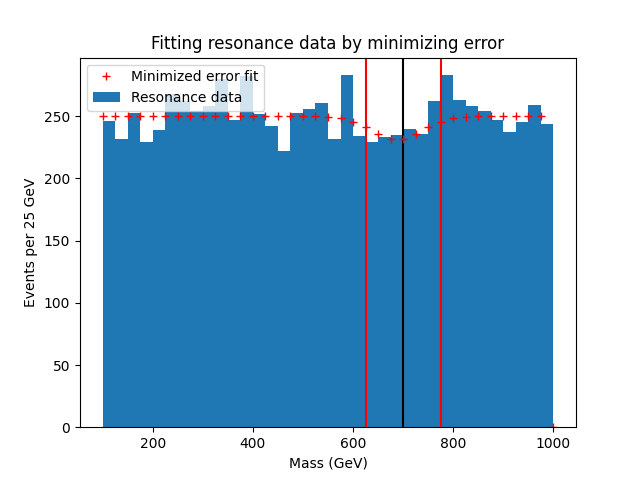 Fitting resonance data by minimizing error
Minimized error fit
Resonance data
Events per 25 GeV
250
200
150
100
50
0
200
400
600
800
1000
Mass (GeV)